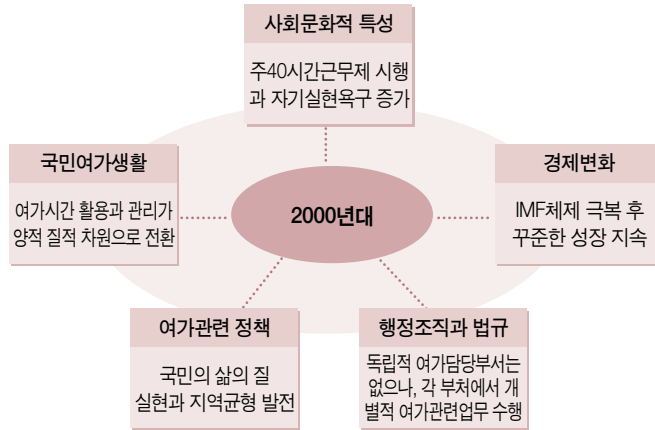 사회문화적 특성
주40시간근무제 시행
과 자기실현욕구 증가
국민여가생활
여가시간 활용과 관리가
양적 질적 차원으로 전환
2000년대
경제변화
IMF체제 극복 후
꾸준한 성장 지속
여가관련 정책
국민의 삶의 질
실현과 지역균형 발전
행정조직과 법규
독립적 여가담당부서는
없으나, 각 부처에서 개
별적 여가관련업무 수행